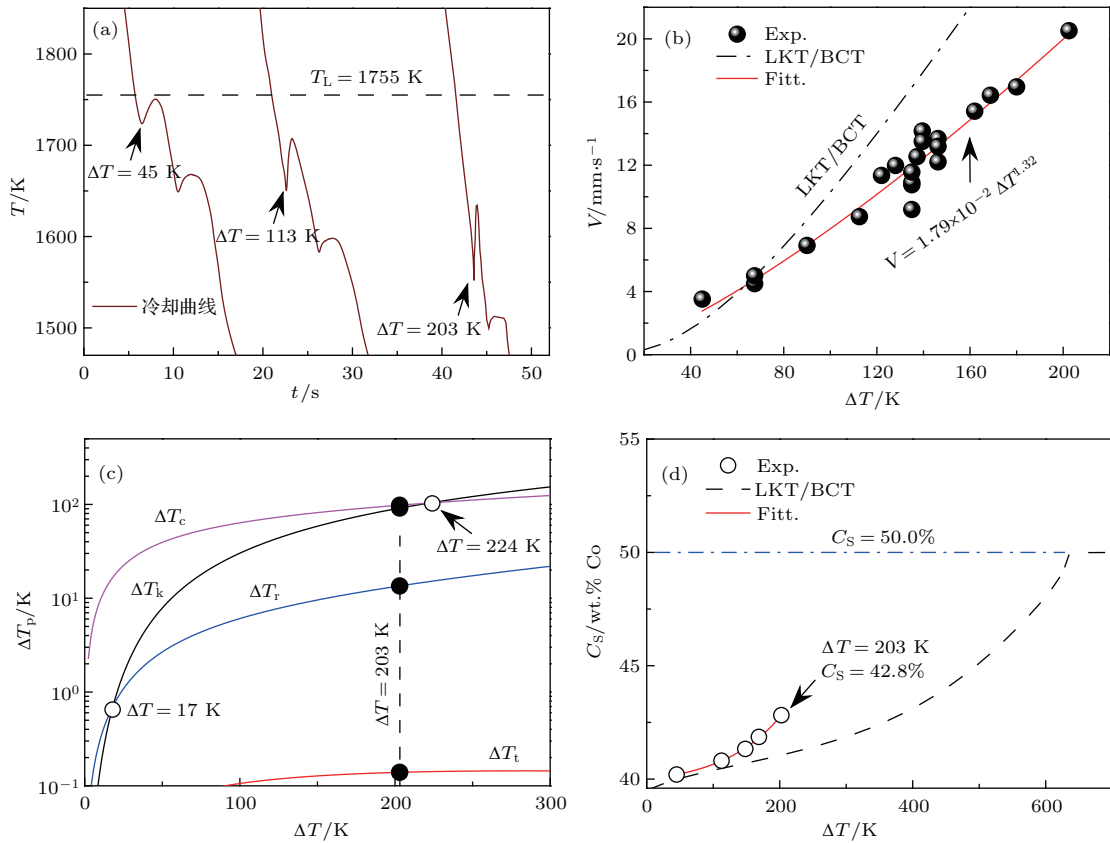 (a)
1800
1700
1600
1500
T/K
T_L = 1755 K
ΔT = 45 K
ΔT = 113 K
ΔT = 203 K
冷却曲线
0 10 20 30 40 50
t/s
(b)
20
16
12
8
4
0
V/mm·s⁻¹
Exp.
LKT/BCT
Fitt.
LKT/BCT
V = 1.79×10⁻² ΔT^1.32
40 80 120 160 200
ΔT/K
(c)
10²
10¹
10⁰
10⁻¹
ΔT_p/K
ΔT_c
ΔT_k
ΔT_r
ΔT_t
ΔT = 224 K
ΔT = 203 K
ΔT = 17 K
0 100 200 300
ΔT/K
(d)
55
50
45
40
C_S/wt.% Co
Exp.
LKT/BCT
Fitt.
C_S = 50.0%
ΔT = 203 K
C_S = 42.8%
0 200 400 600
ΔT/K